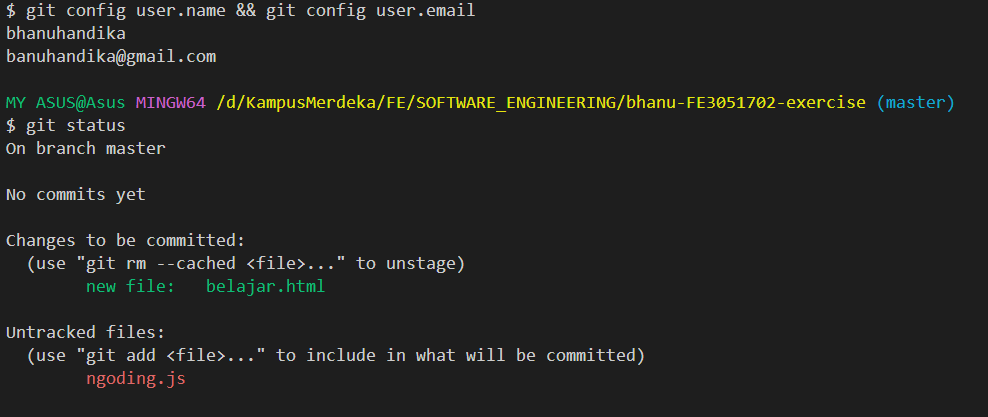 $ git config user.name && git config user.email
bhanuhandika
banuhandika@gmail.com
MY ASUS@Asus MINGW64 /d/KampusMerdeka/FE/SOFTWARE_ENGINEERING/bhanu-FE3051702-exercise (master)
$ git status
On branch master
No commits yet
Changes to be committed:
(use "git rm --cached <file>..." to unstage)
new file:   belajar.html
Untracked files:
(use "git add <file>..." to include in what will be committed)
ngoding.js